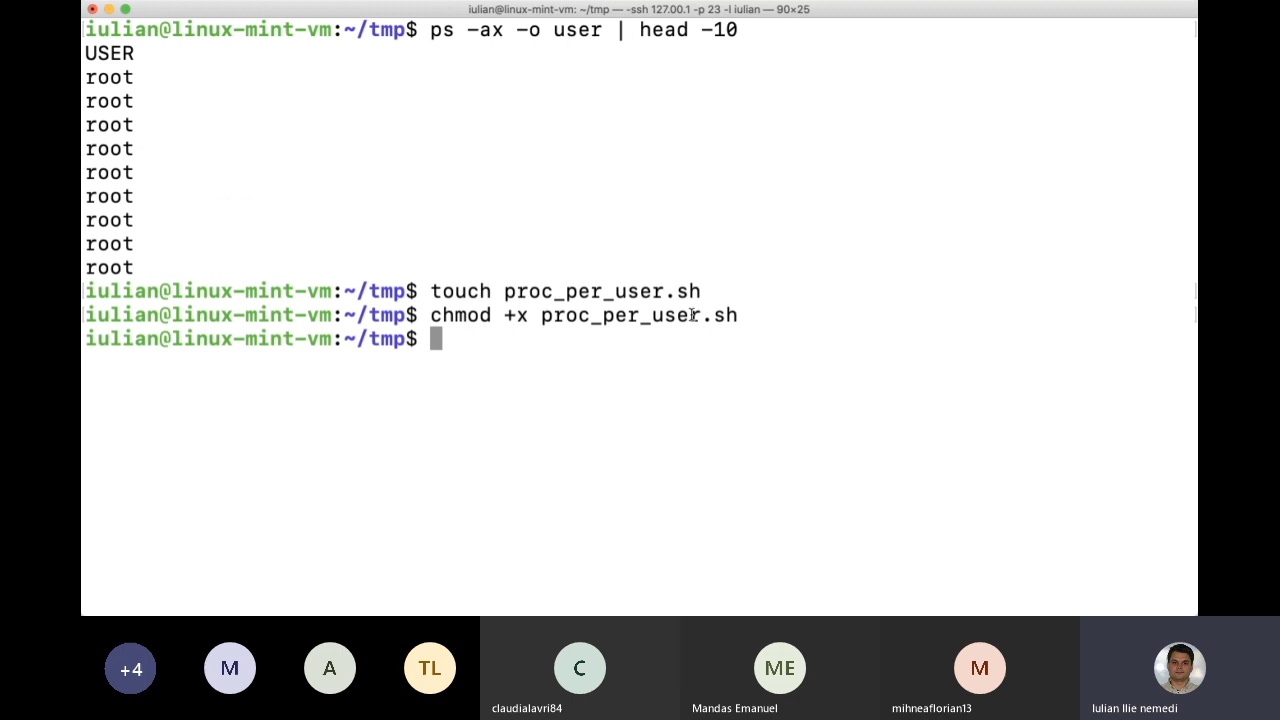 iulian@linux-mint-vm: ~/tmp — -ssh 127.00.1 -p 23 -l iulian — 90×25
iulian@linux-mint-vm:~/tmp$ ps -ax -o user | head -10
USER
root
root
root
root
root
root
root
root
root
iulian@linux-mint-vm:~/tmp$ touch proc_per_user.sh
iulian@linux-mint-vm:~/tmp$ chmod +x proc_per_user.sh
iulian@linux-mint-vm:~/tmp$
+4 M A TL C ME M
claudialavri84 Mandas Emanuel mihneaflorian13 Iulian Ilie nemedi